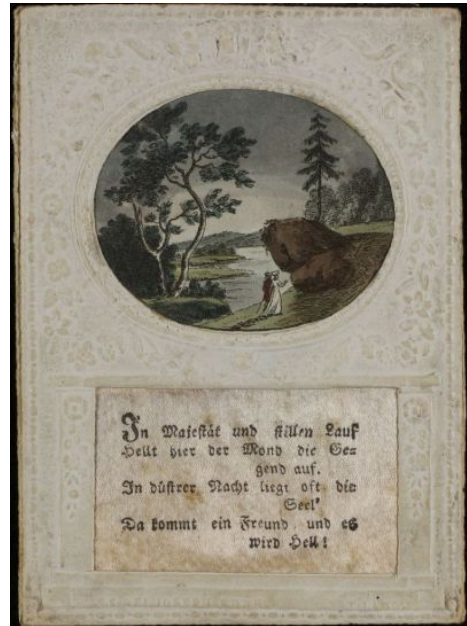 In Majestät und stillen Lauf
Hellt hier der Mond die Ge=
gend auf.
In düstrer Nacht liegt oft die
Seel'
Da kommt ein Freund und es
wird Hell!